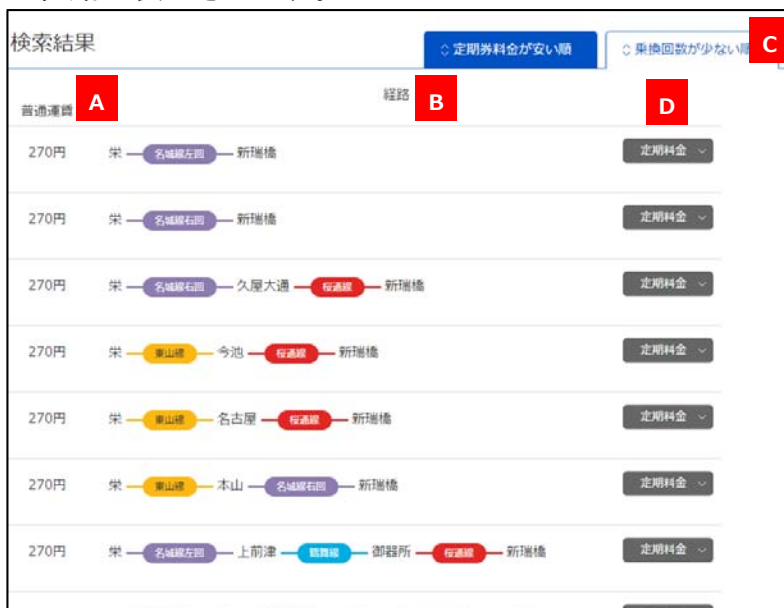 検索結果
定期券料金が安い順
乗換回数が少ない順
C
普通運賃
A
経路
B
D
270円 栄 名城線左回 新瑞橋 定期料金
270円 栄 名城線右回 新瑞橋 定期料金
270円 栄 名城線右回 久屋大通 桜通線 新瑞橋 定期料金
270円 栄 東山線 今池 桜通線 新瑞橋 定期料金
270円 栄 東山線 名古屋 桜通線 新瑞橋 定期料金
270円 栄 東山線 本山 名城線右回 新瑞橋 定期料金
270円 栄 名城線左回 上前津 鶴舞線 御器所 桜通線 新瑞橋 定期料金